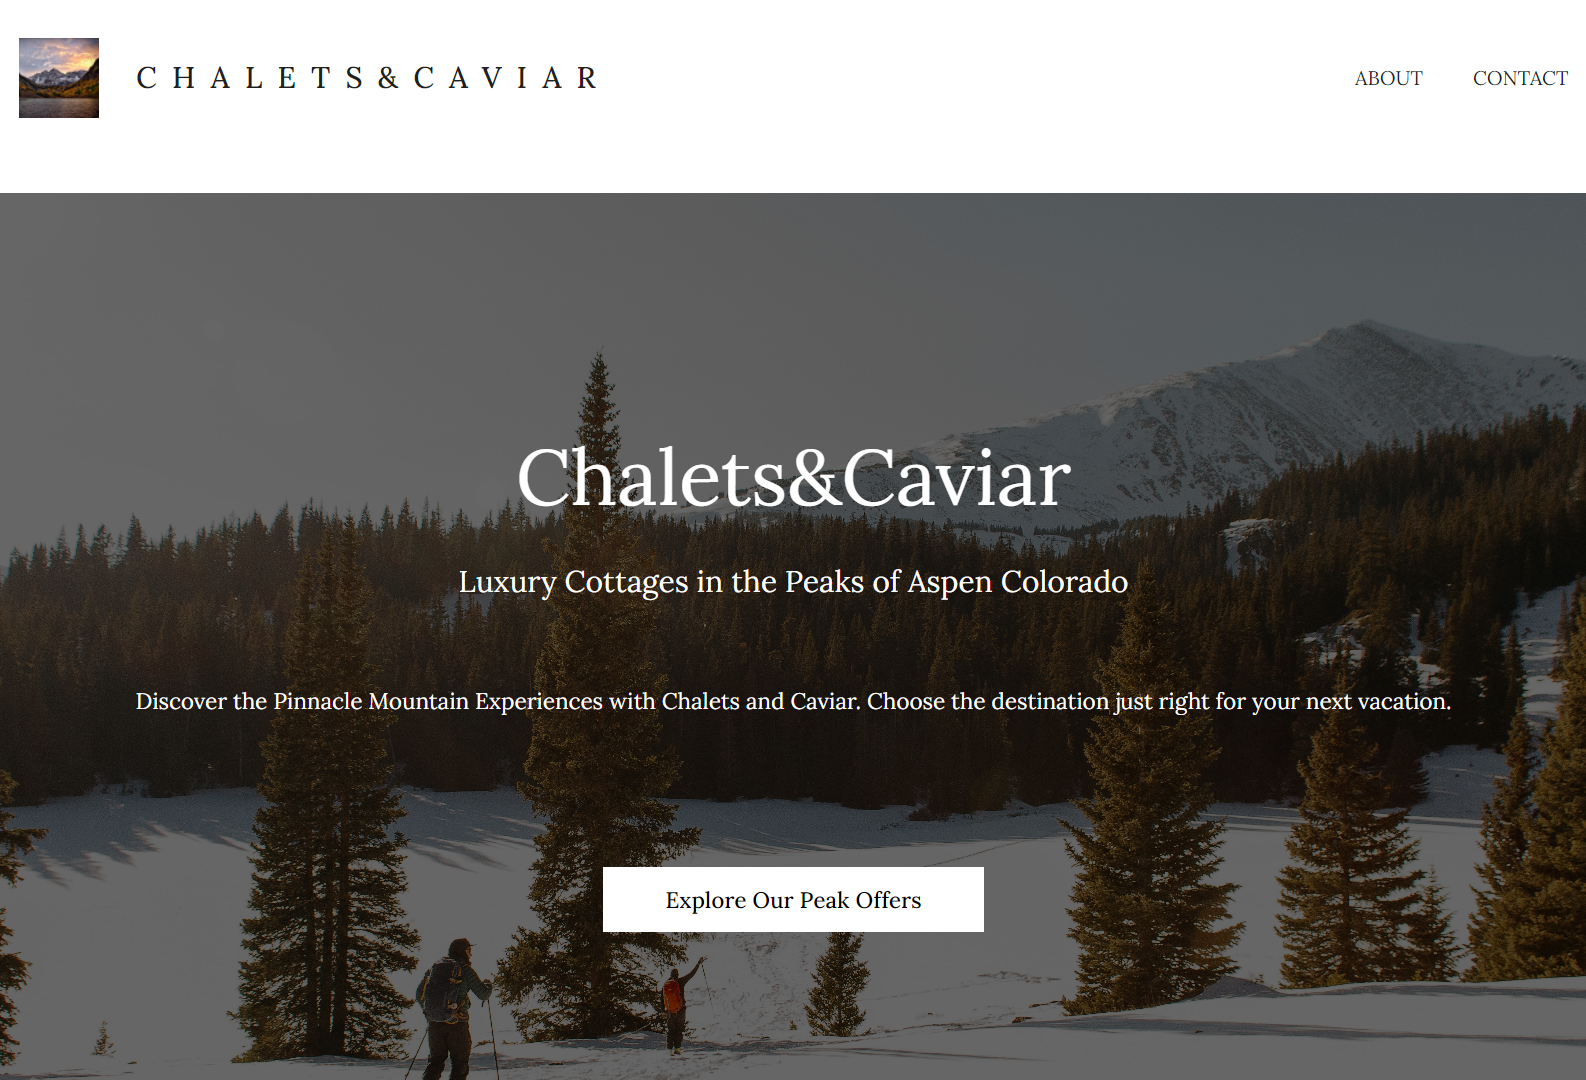 CHALETS&CAVIAR
ABOUT
CONTACT
Chalets&Caviar
Luxury Cottages in the Peaks of Aspen Colorado
Discover the Pinnacle Mountain Experiences with Chalets and Caviar. Choose the destination just right for your next vacation.
Explore Our Peak Offers